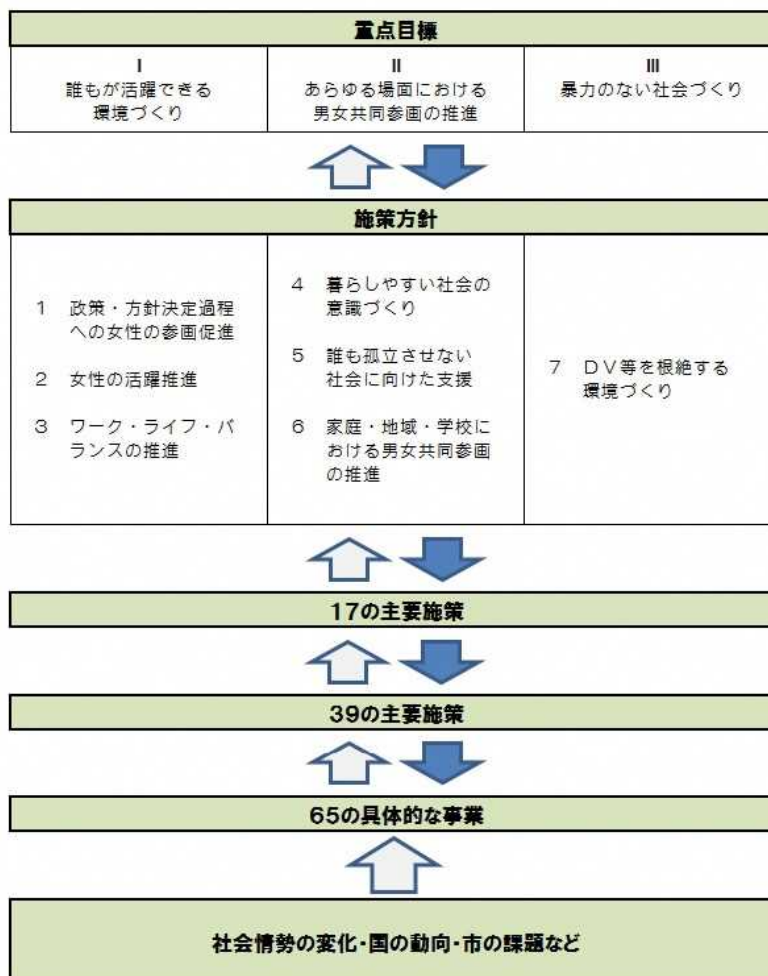 重点目標
Ⅰ
誰もが活躍できる
環境づくり
Ⅱ
あらゆる場面における
男女共同参画の推進
Ⅲ
暴力のない社会づくり
施策方針
1 政策・方針決定過程
への女性の参画促進
2 女性の活躍推進
3 ワーク・ライフ・バ
ランスの推進
4 暮らしやすい社会の
意識づくり
5 誰も孤立させない
社会に向けた支援
6 家庭・地域・学校に
おける男女共同参画
の推進
7 DV等を根絶する
環境づくり
17の主要施策
39の主要施策
65の具体的な事業
社会情勢の変化・国の動向・市の課題など